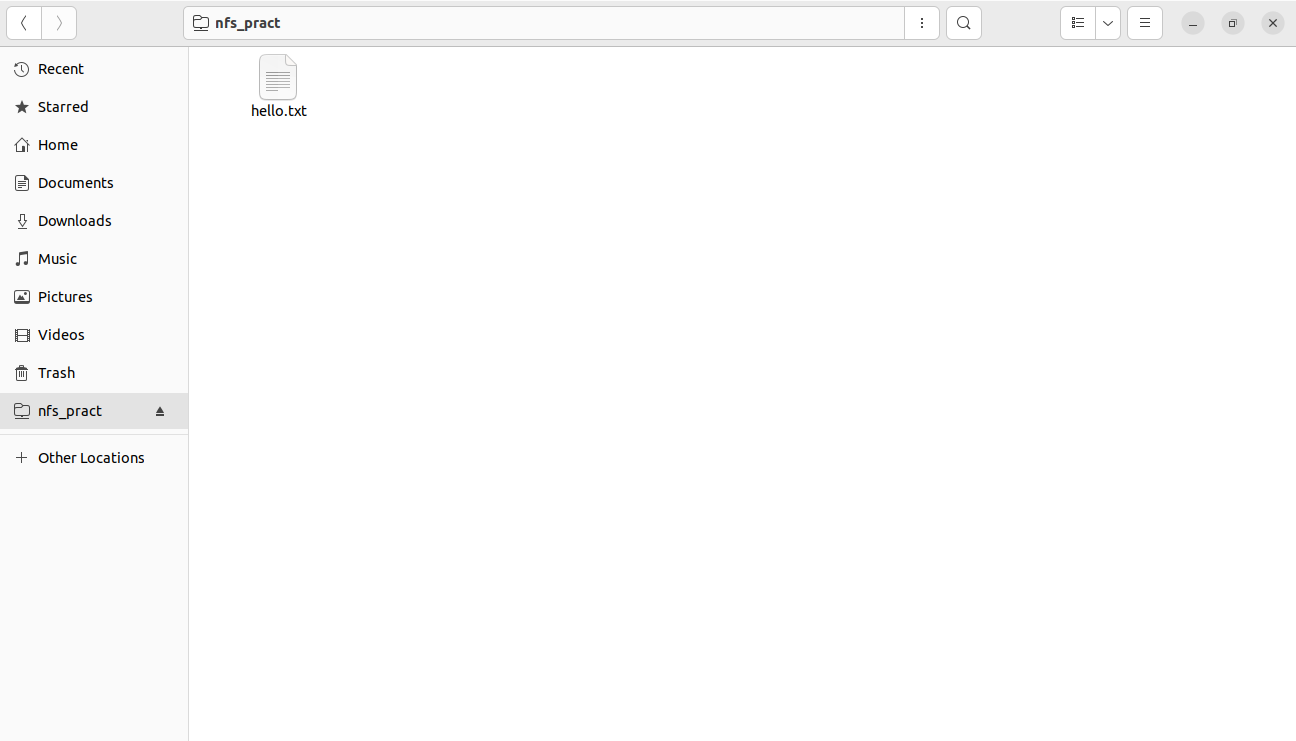 nfs_pract
Recent
Starred
Home
Documents
Downloads
Music
Pictures
Videos
Trash
nfs_pract
Other Locations
hello.txt